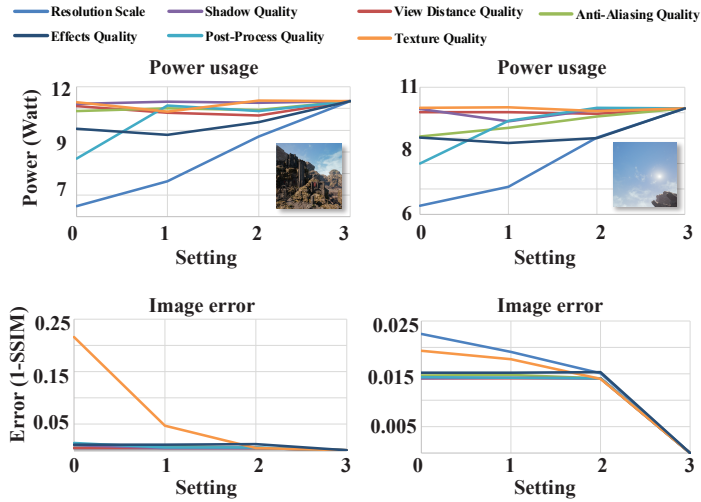 Resolution Scale Shadow Quality View Distance Quality Anti-Aliasing Quality
Effects Quality Post-Process Quality Texture Quality
Power usage Power usage
Power (Watt)
12
9
7
0 1 2 3
Setting
11
8
6
0 1 2 3
Setting
Image error Image error
Error (1-SSIM)
0.25
0.15
0.05
0 1 2 3
Setting
0.025
0.015
0.005
0 1 2 3
Setting